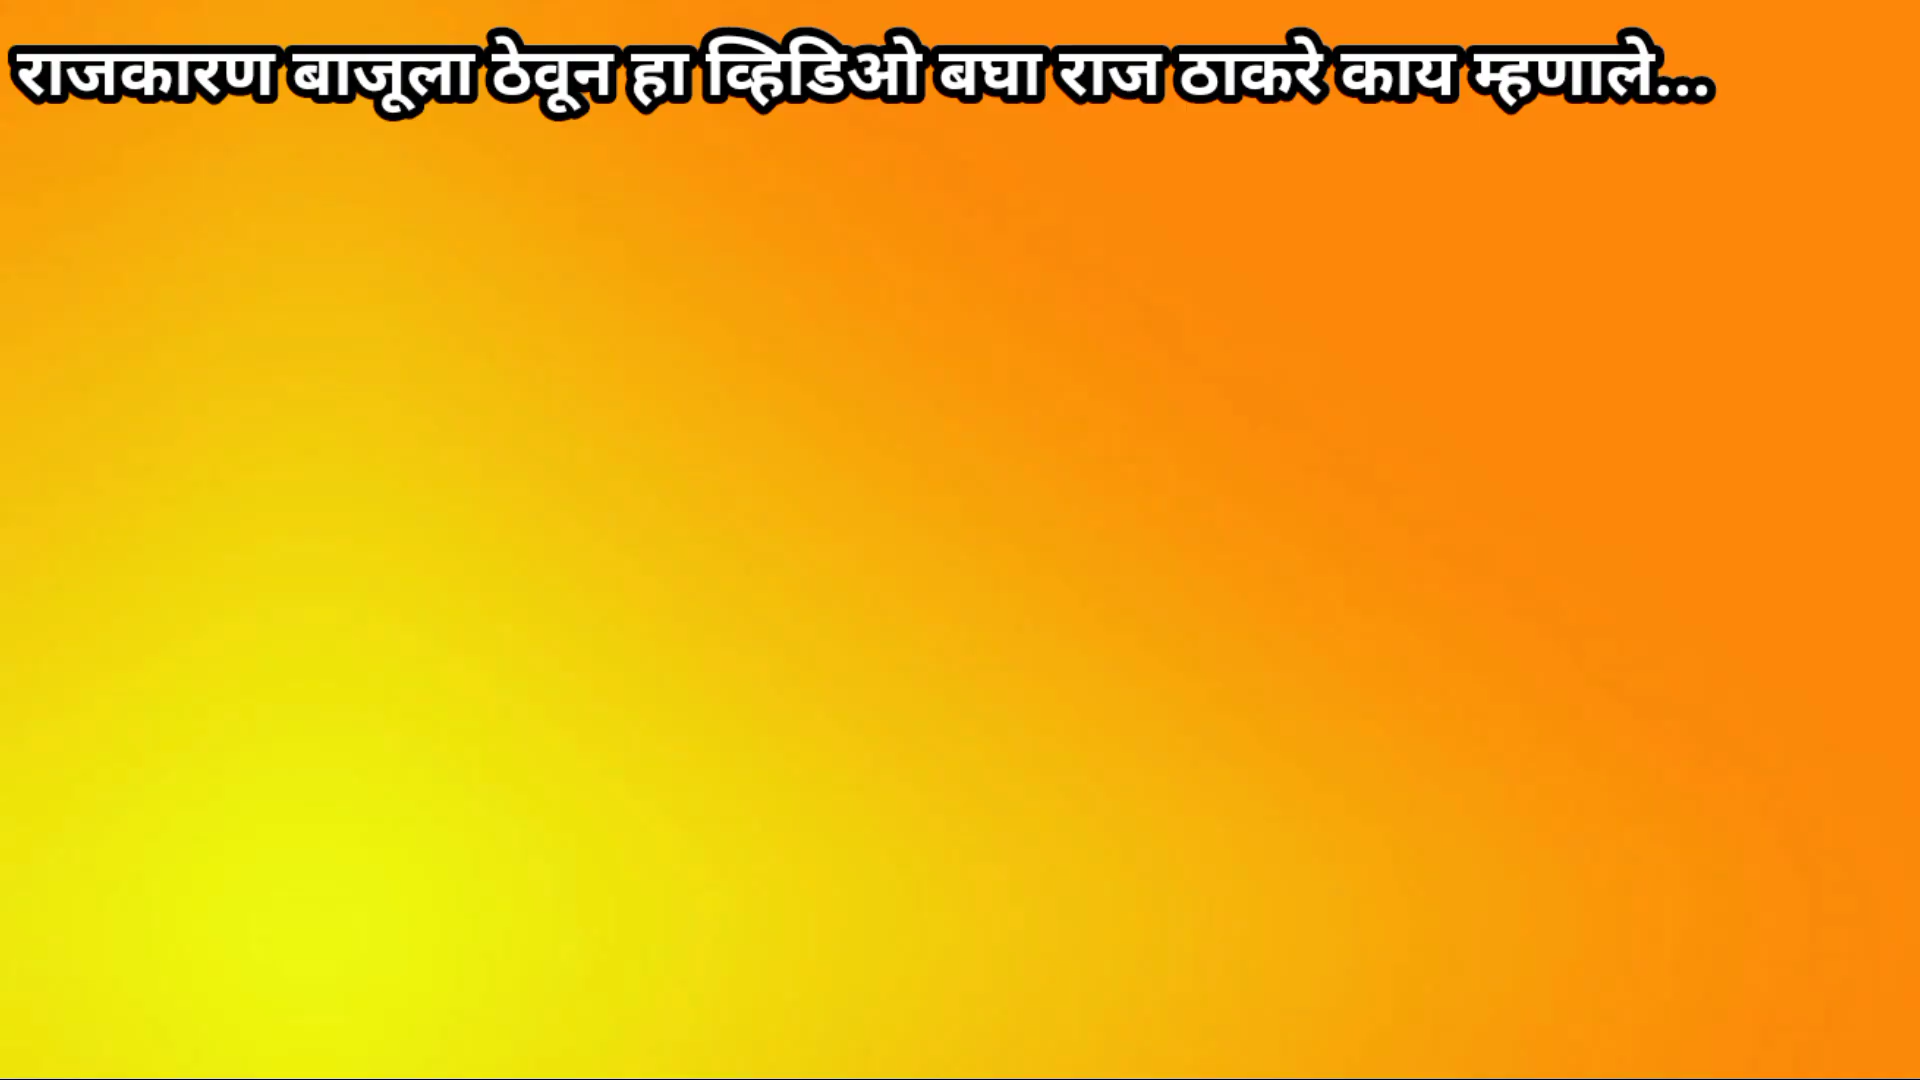 राजकारण बाजूला ठेवून हा व्हिडिओ बघा राज ठाकरे काय म्हणाले...